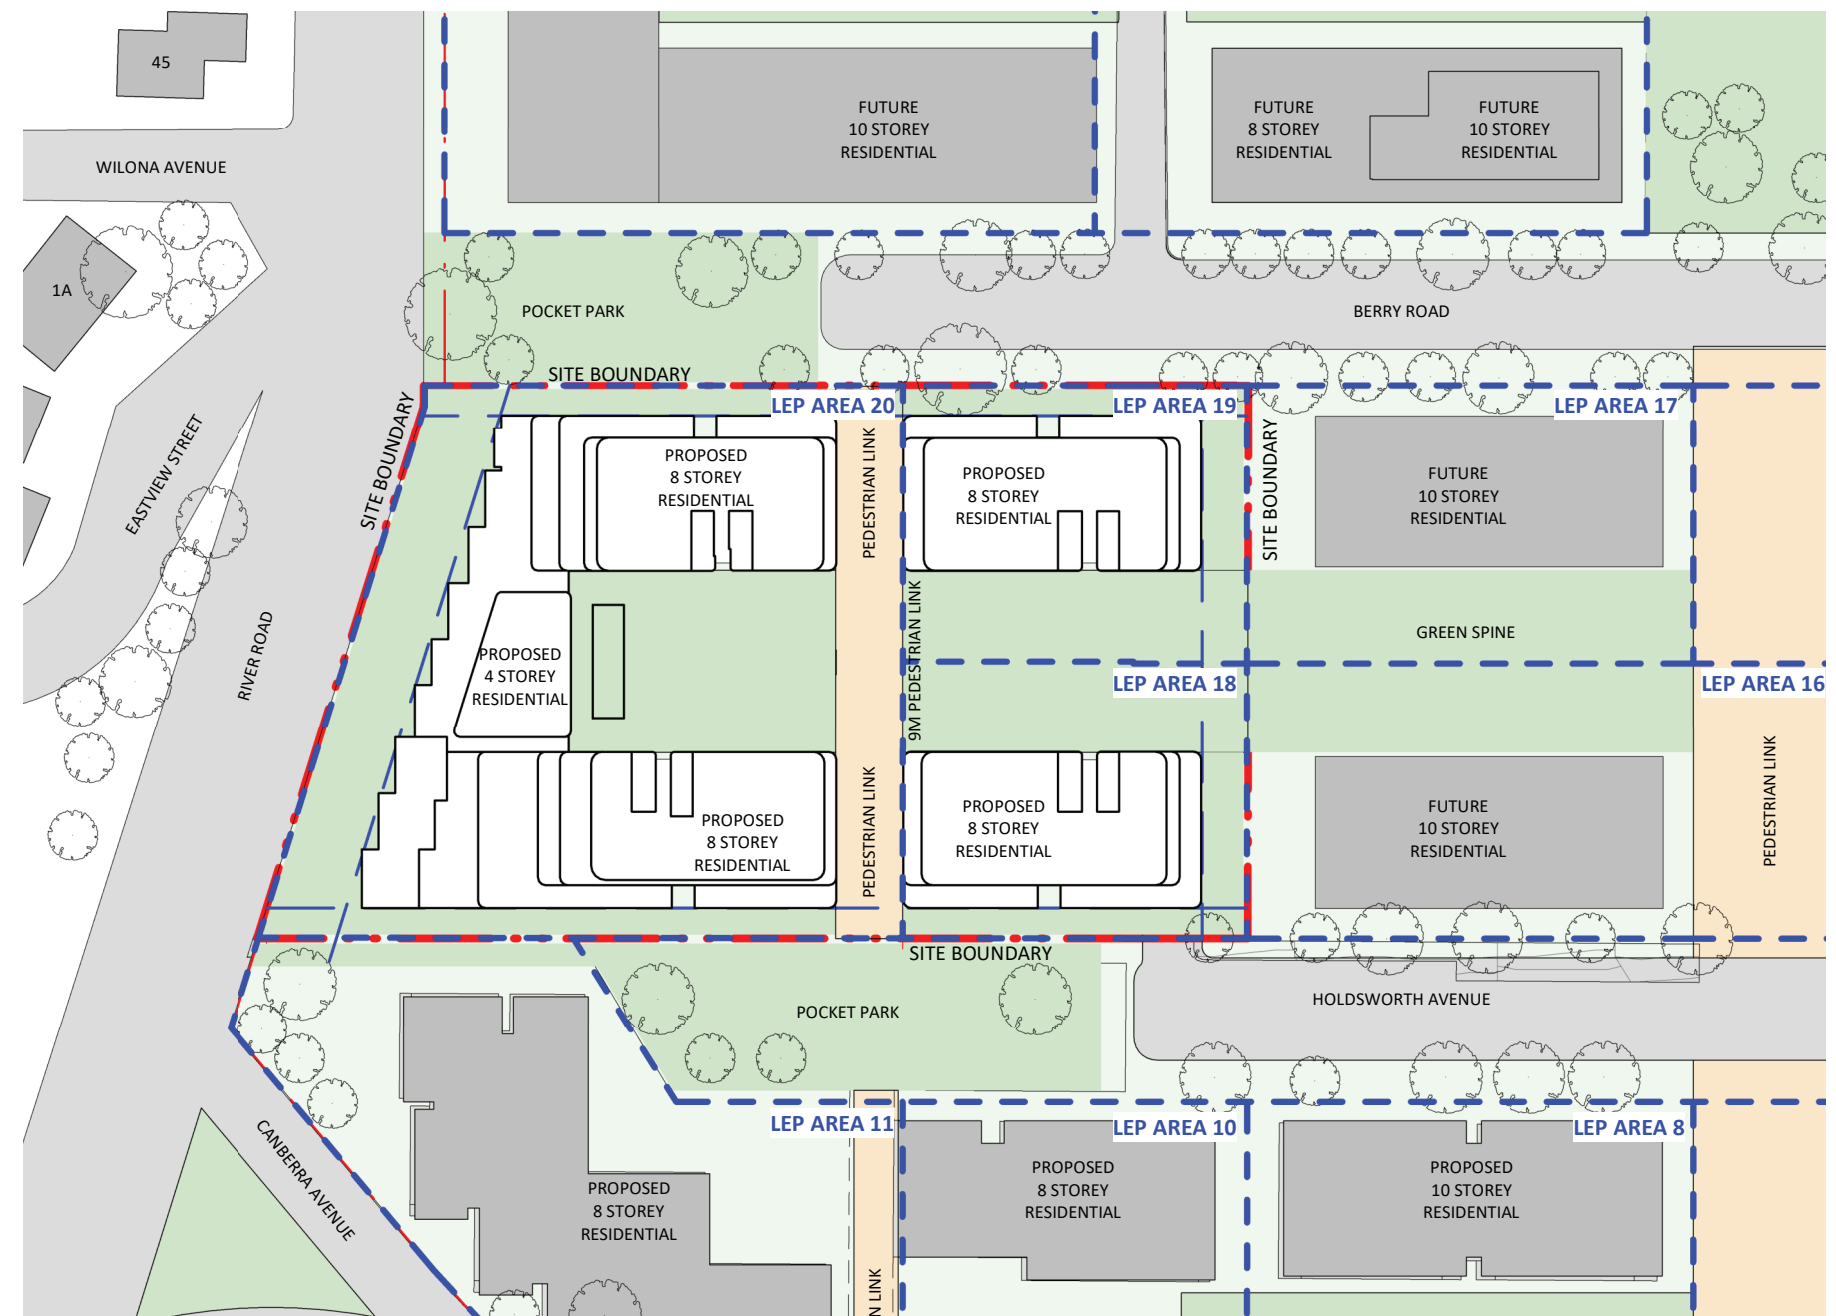 45
FUTURE
10 STOREY
RESIDENTIAL
FUTURE
8 STOREY
RESIDENTIAL
FUTURE
10 STOREY
RESIDENTIAL
WILONA AVENUE
1A
POCKET PARK
BERRY ROAD
SITE BOUNDARY
LEP AREA 20
LEP AREA 19
LEP AREA 17
SITE BOUNDARY
EASTVIEW STREET
PROPOSED
8 STOREY
RESIDENTIAL
PEDESTRIAN LINK
PROPOSED
8 STOREY
RESIDENTIAL
SITE BOUNDARY
FUTURE
10 STOREY
RESIDENTIAL
RIVER ROAD
PROPOSED
4 STOREY
RESIDENTIAL
9M PEDESTRIAN LINK
GREEN SPINE
LEP AREA 18
LEP AREA 16
PROPOSED
8 STOREY
RESIDENTIAL
PEDESTRIAN LINK
PROPOSED
8 STOREY
RESIDENTIAL
FUTURE
10 STOREY
RESIDENTIAL
PEDESTRIAN LINK
SITE BOUNDARY
POCKET PARK
HOLDSWORTH AVENUE
LEP AREA 11
LEP AREA 10
LEP AREA 8
CANBERRA AVENUE
PROPOSED
8 STOREY
RESIDENTIAL
PROPOSED
8 STOREY
RESIDENTIAL
PROPOSED
10 STOREY
RESIDENTIAL
N LINK